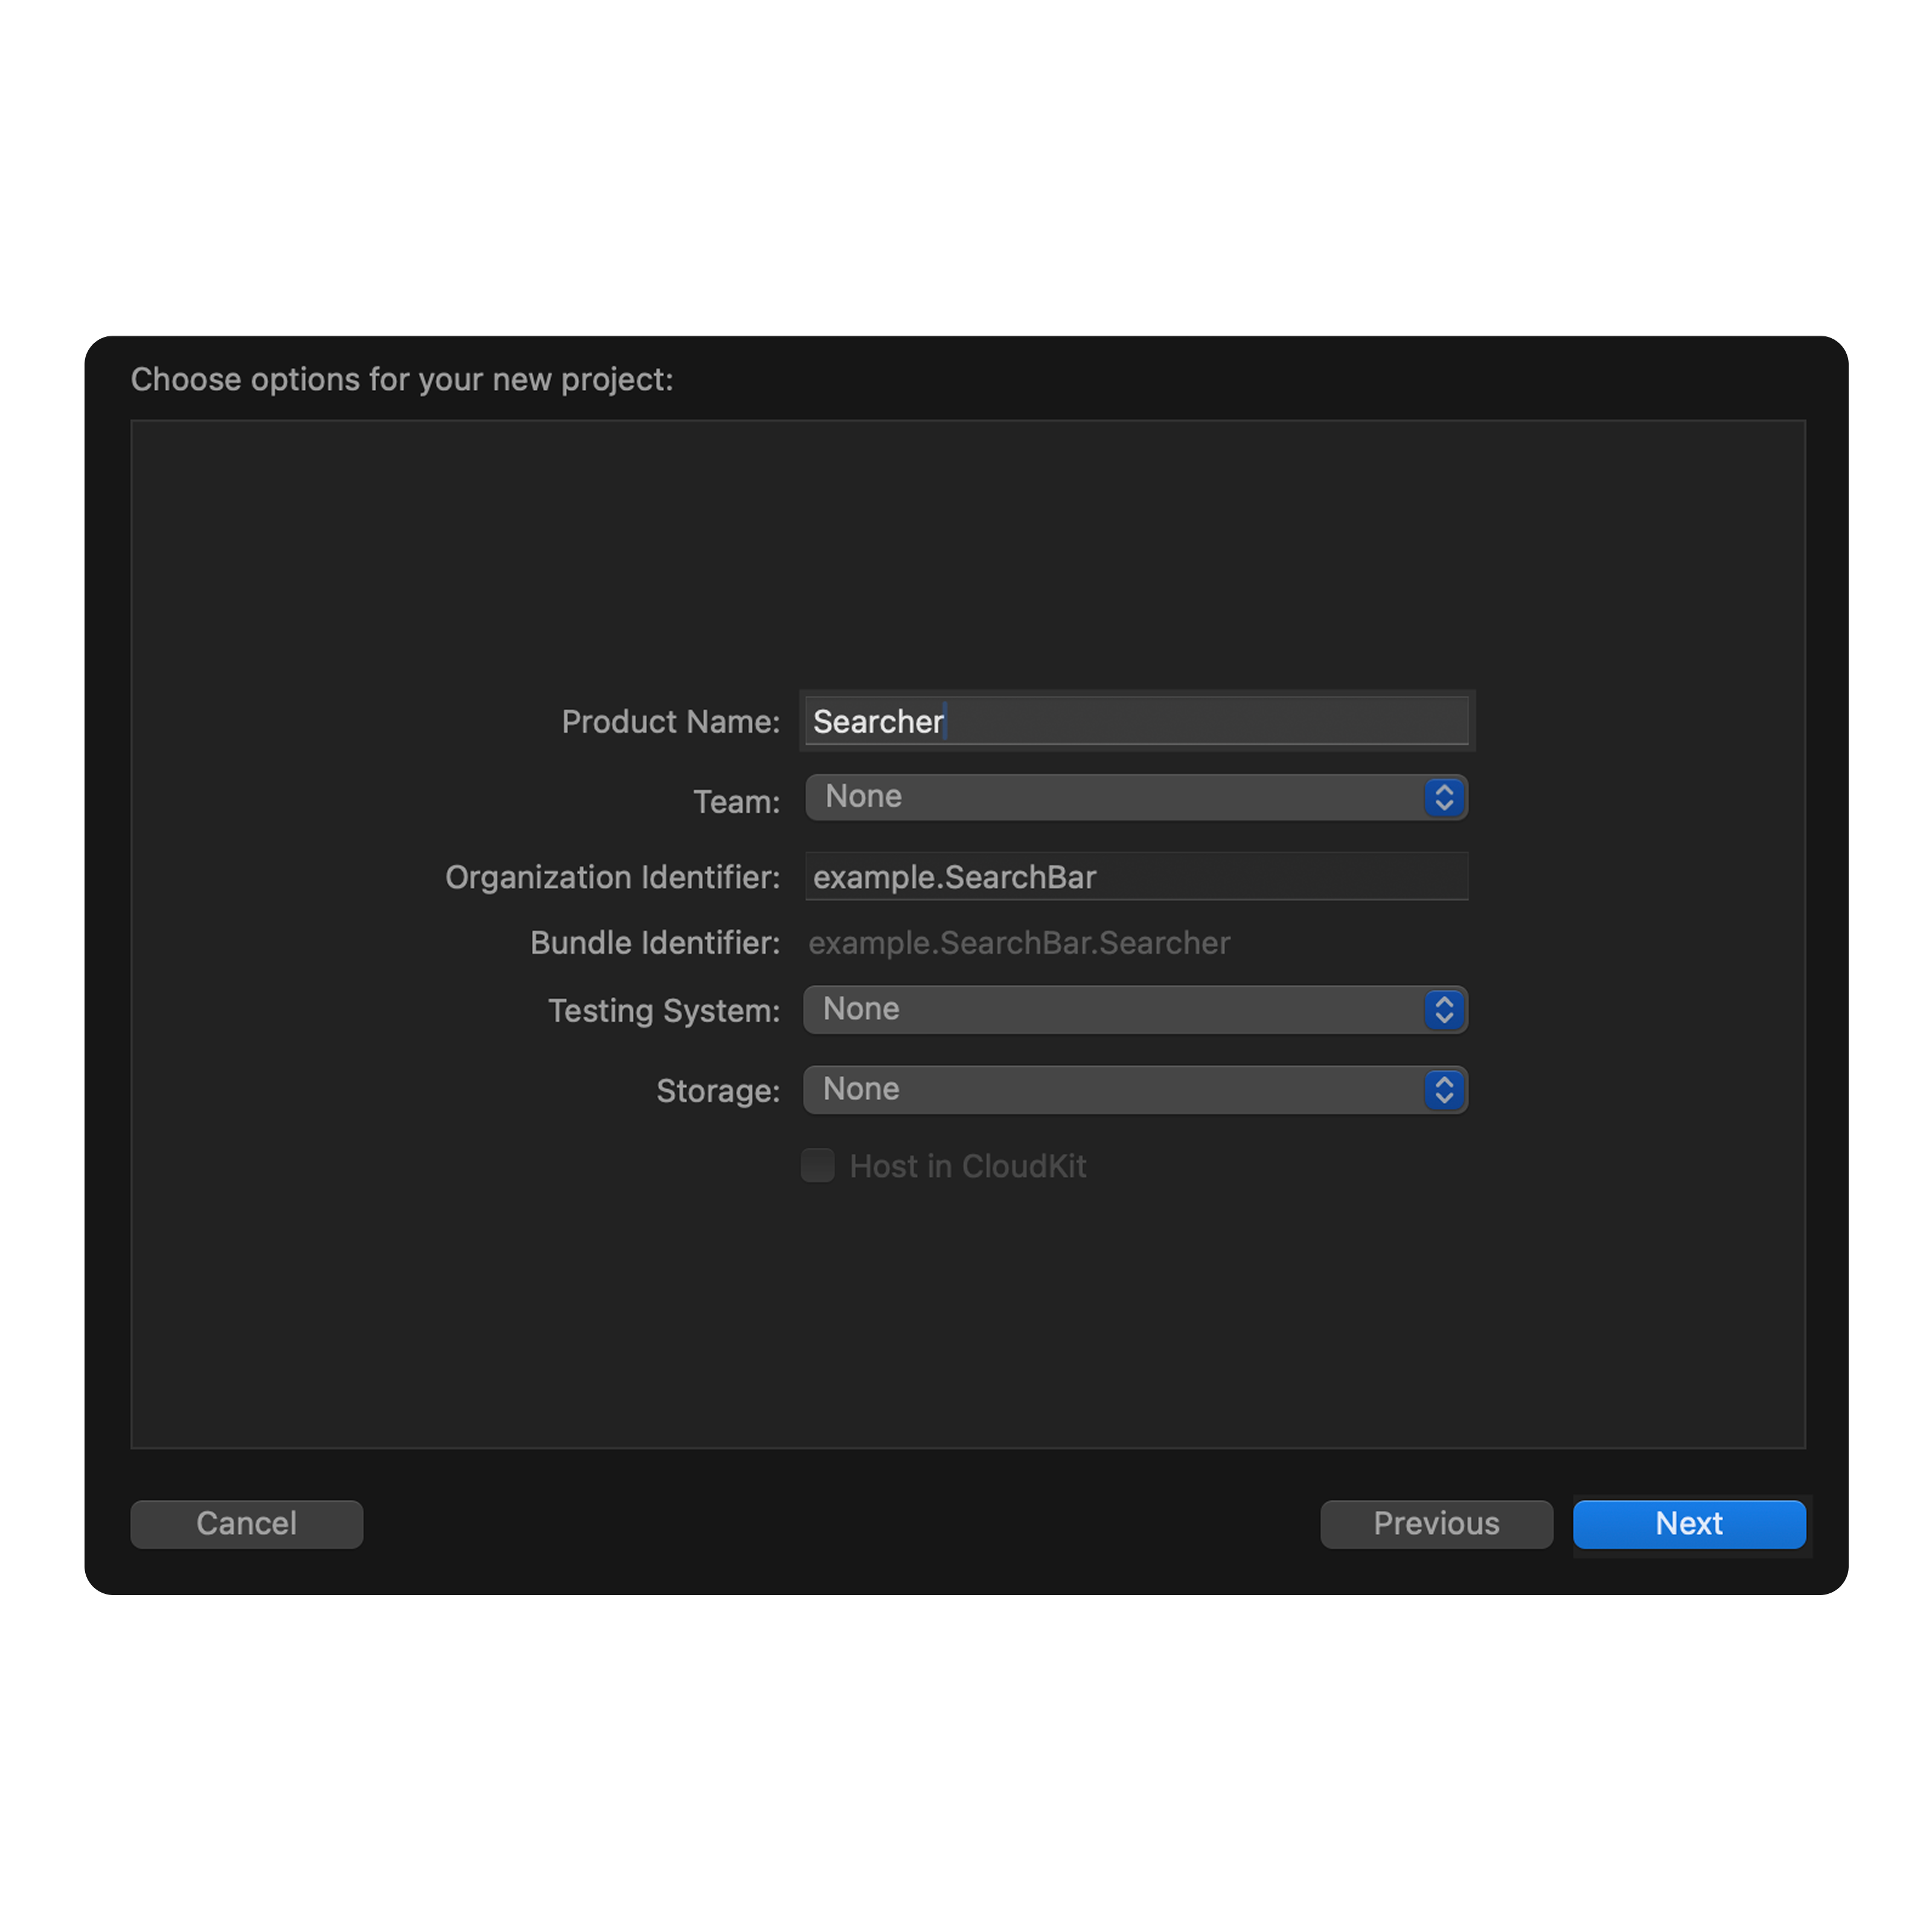 Choose options for your new project:
Product Name: Searcher
Team: None
Organization Identifier: example.SearchBar
Bundle Identifier: example.SearchBar.Searcher
Testing System: None
Storage: None
Host in CloudKit
Cancel Previous Next